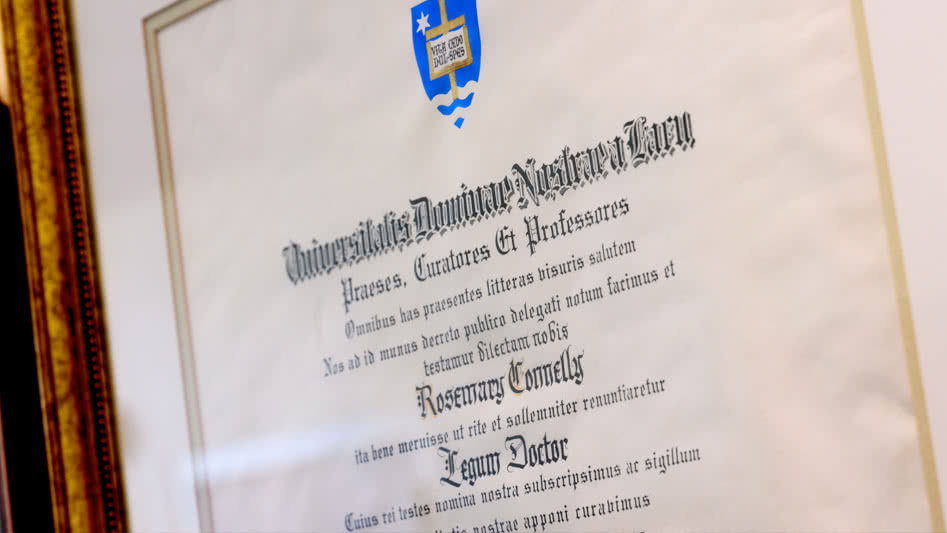 VITA CEDO
DUL·SPES
Universitatis Dominae Nostrae a Lacu
Praeses, Curatores Et Professores
Omnibus has praesentes litteras visuris salutem
Nos ad id munus decreto publico delegati notum facimus et
testamur dilectam nobis
Rosemary Connelly
ita bene meruisse ut rite et sollemniter renuntiaretur
Legum Doctor
Cuius rei testes nomina nostra subscripsimus ac sigillum
nostrae apponi curavimus